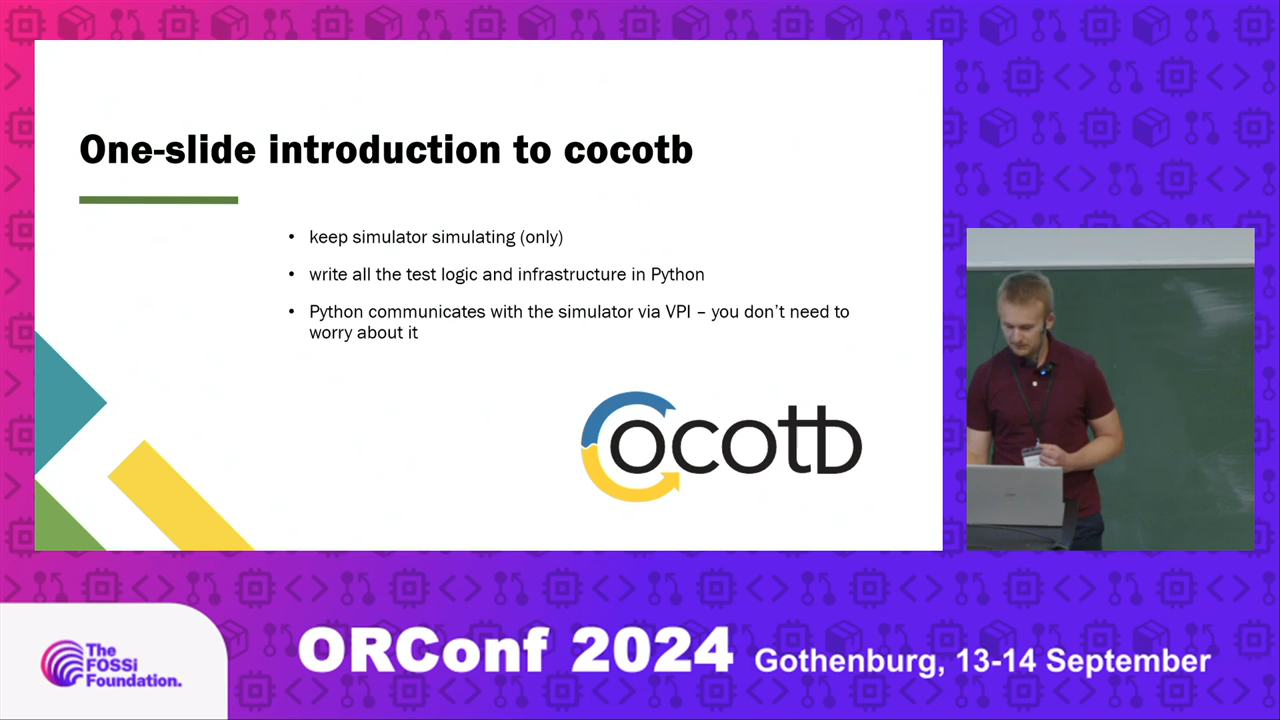 One-slide introduction to cocotb
• keep simulator simulating (only)
• write all the test logic and infrastructure in Python
• Python communicates with the simulator via VPI – you don’t need to
worry about it
cocotb
The
FOSSi
Foundation.
ORConf 2024 Gothenburg, 13-14 September